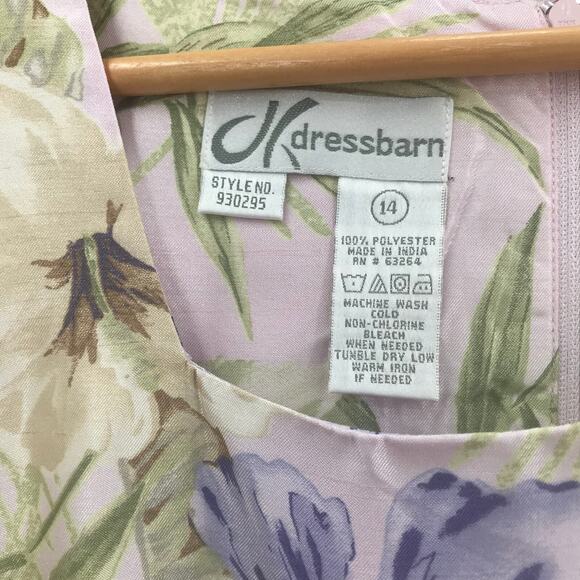 dressbarn
STYLE NO.
930295
14
100% POLYESTER
MADE IN INDIA
RN # 63264
MACHINE WASH
COLD
NON-CHLORINE
BLEACH
WHEN NEEDED
TUMBLE DRY LOW
WARM IRON
IF NEEDED